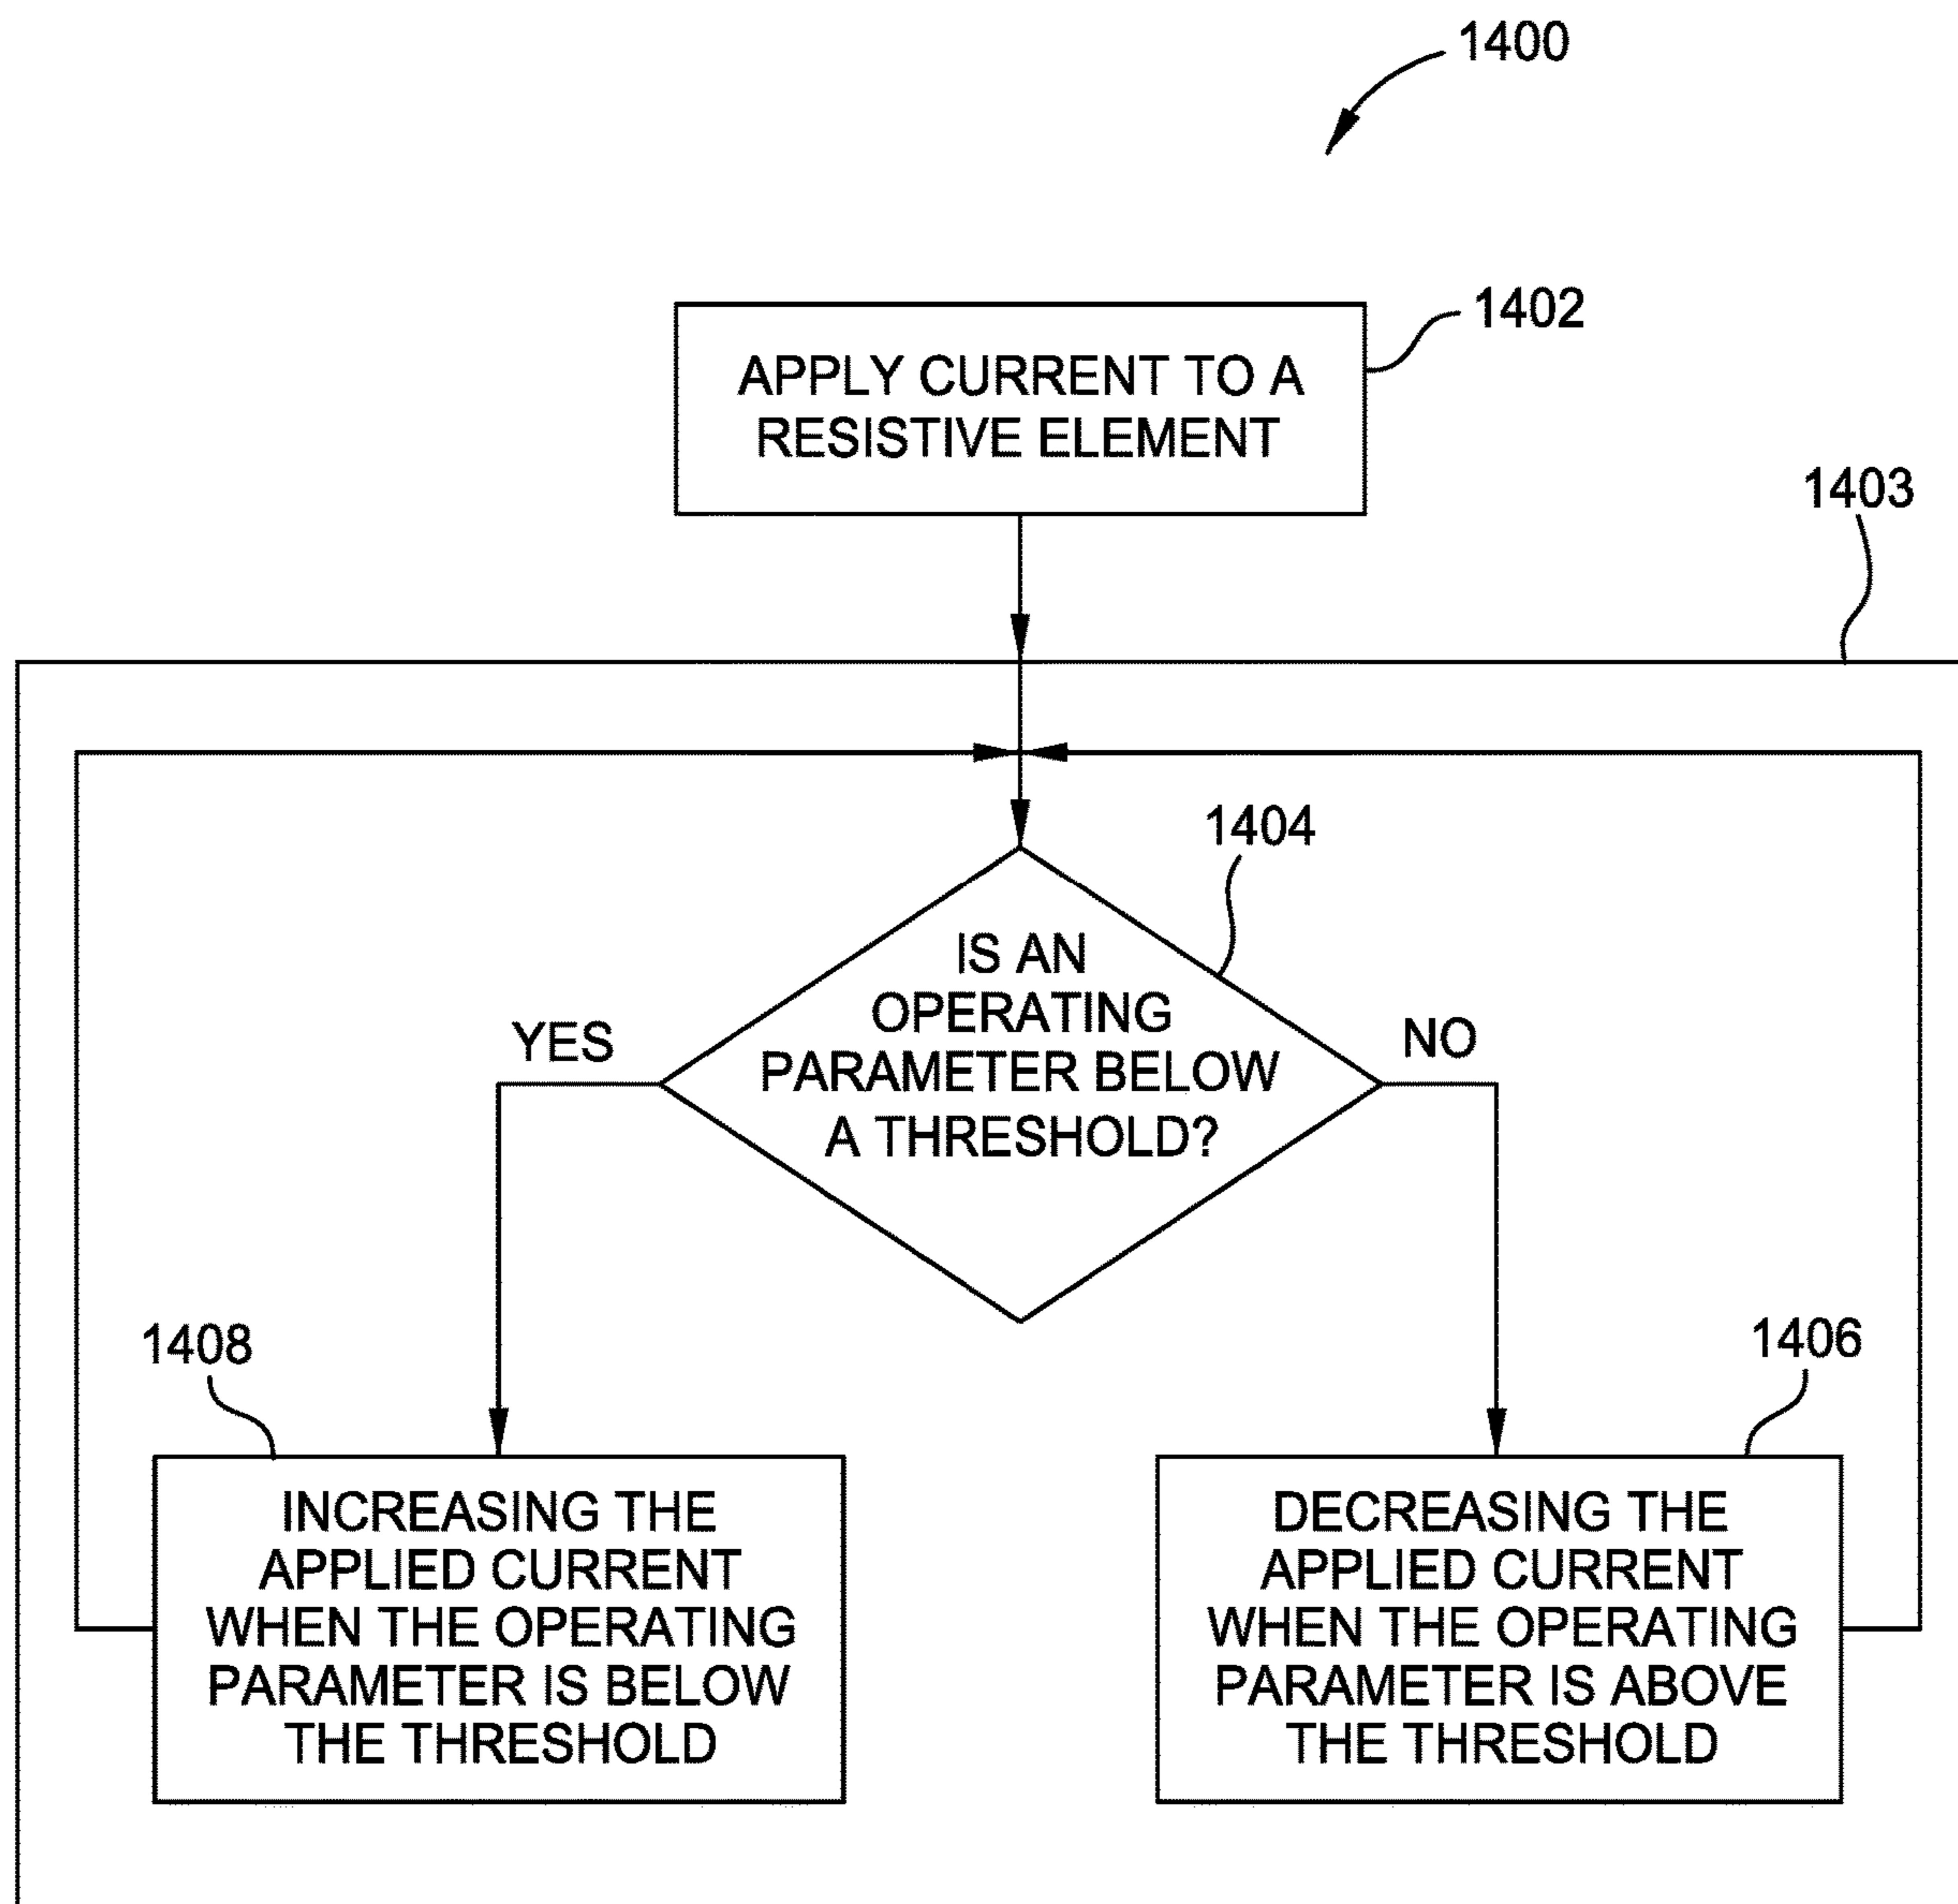 1400
1402
APPLY CURRENT TO A
RESISTIVE ELEMENT
1403
1404
IS AN
OPERATING
PARAMETER BELOW
A THRESHOLD?
YES
NO
1408
1406
INCREASING THE
APPLIED CURRENT
WHEN THE OPERATING
PARAMETER IS BELOW
THE THRESHOLD
DECREASING THE
APPLIED CURRENT
WHEN THE OPERATING
PARAMETER IS ABOVE
THE THRESHOLD